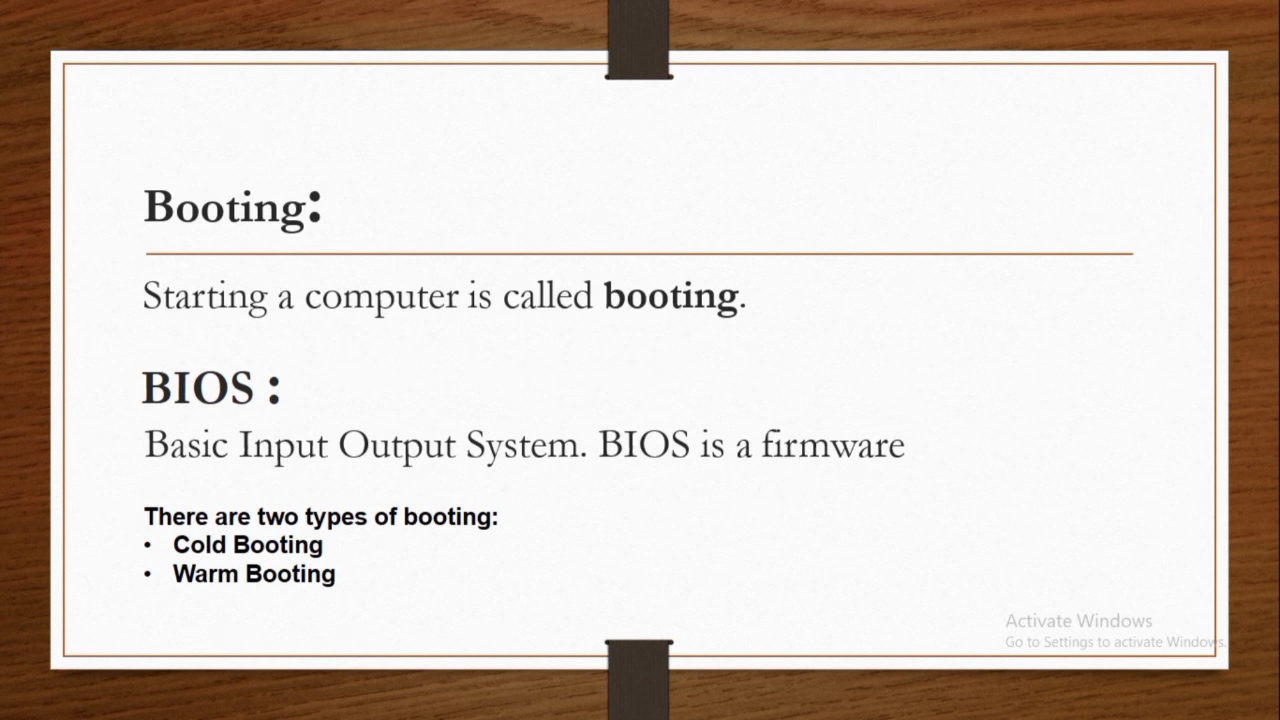 Booting:
Starting a computer is called booting.
BIOS :
Basic Input Output System. BIOS is a firmware
There are two types of booting:
• Cold Booting
• Warm Booting
Activate Windows
Go to Settings to activate Windows.